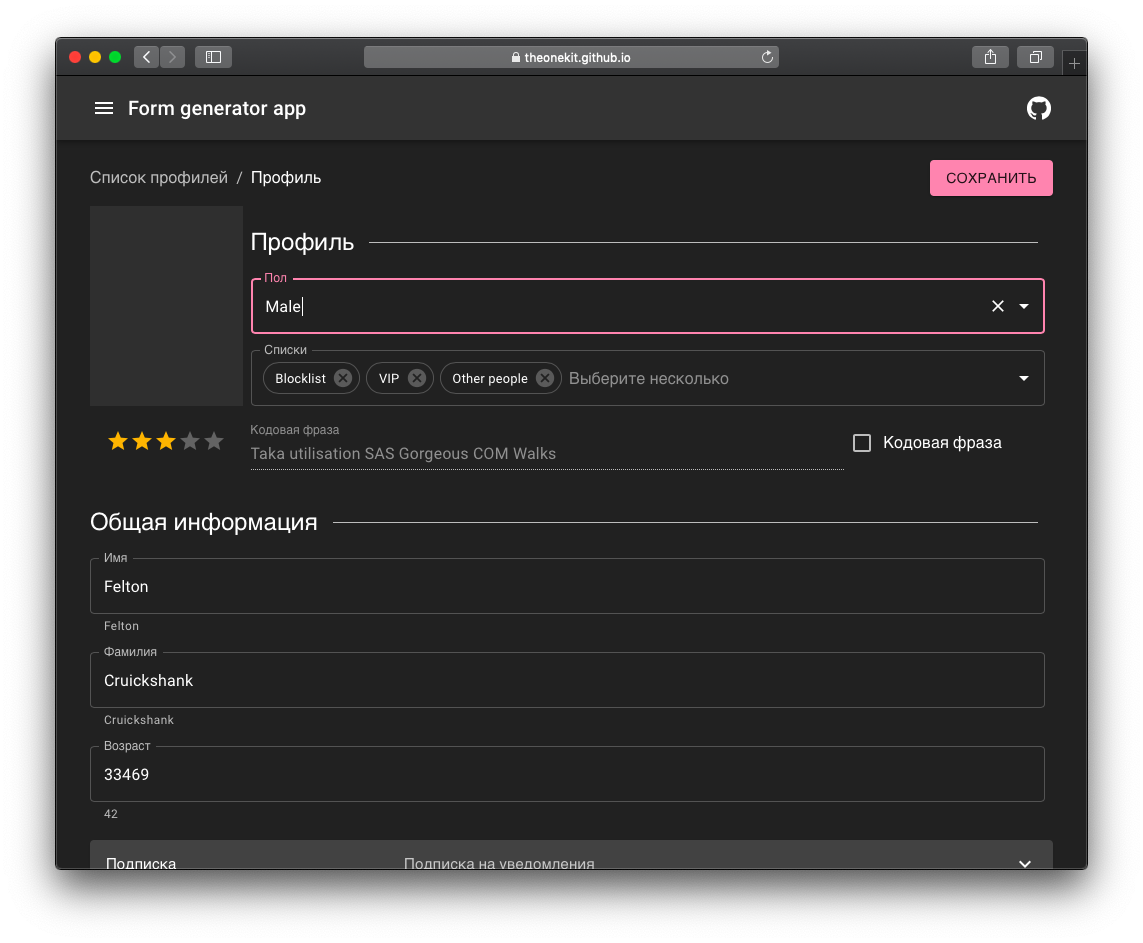 theonekit.github.io
Form generator app
Список профилей / Профиль
СОХРАНИТЬ
Профиль
Пол
Male
Списки
Blocklist VIP Other people Выберите несколько
Кодовая фраза
Taka utilisation SAS Gorgeous COM Walks
Кодовая фраза
Общая информация
Имя
Felton
Felton
Фамилия
Cruickshank
Cruickshank
Возраст
33469
42
Подписка Подписка на уведомления